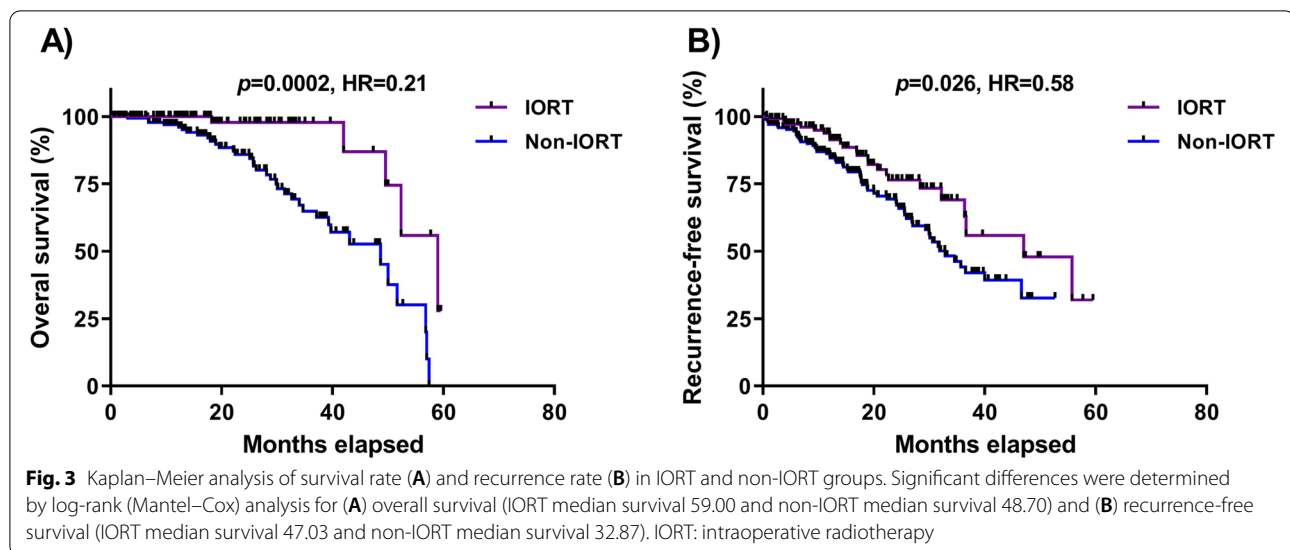 A)
p=0.0002, HR=0.21
IORT
Non-IORT
Overal survival (%)
100
75
50
25
0
0 20 40 60 80
Months elapsed
B)
p=0.026, HR=0.58
IORT
Non-IORT
Recurrence-free survival (%)
100
75
50
25
0
0 20 40 60 80
Months elapsed
Fig. 3 Kaplan–Meier analysis of survival rate (A) and recurrence rate (B) in IORT and non-IORT groups. Significant differences were determined
by log-rank (Mantel–Cox) analysis for (A) overall survival (IORT median survival 59.00 and non-IORT median survival 48.70) and (B) recurrence-free
survival (IORT median survival 47.03 and non-IORT median survival 32.87). IORT: intraoperative radiotherapy